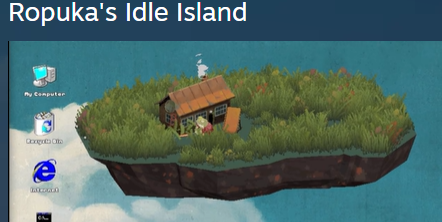 Ropuka's Idle Island
My Computer
Recycle Bin
Internet